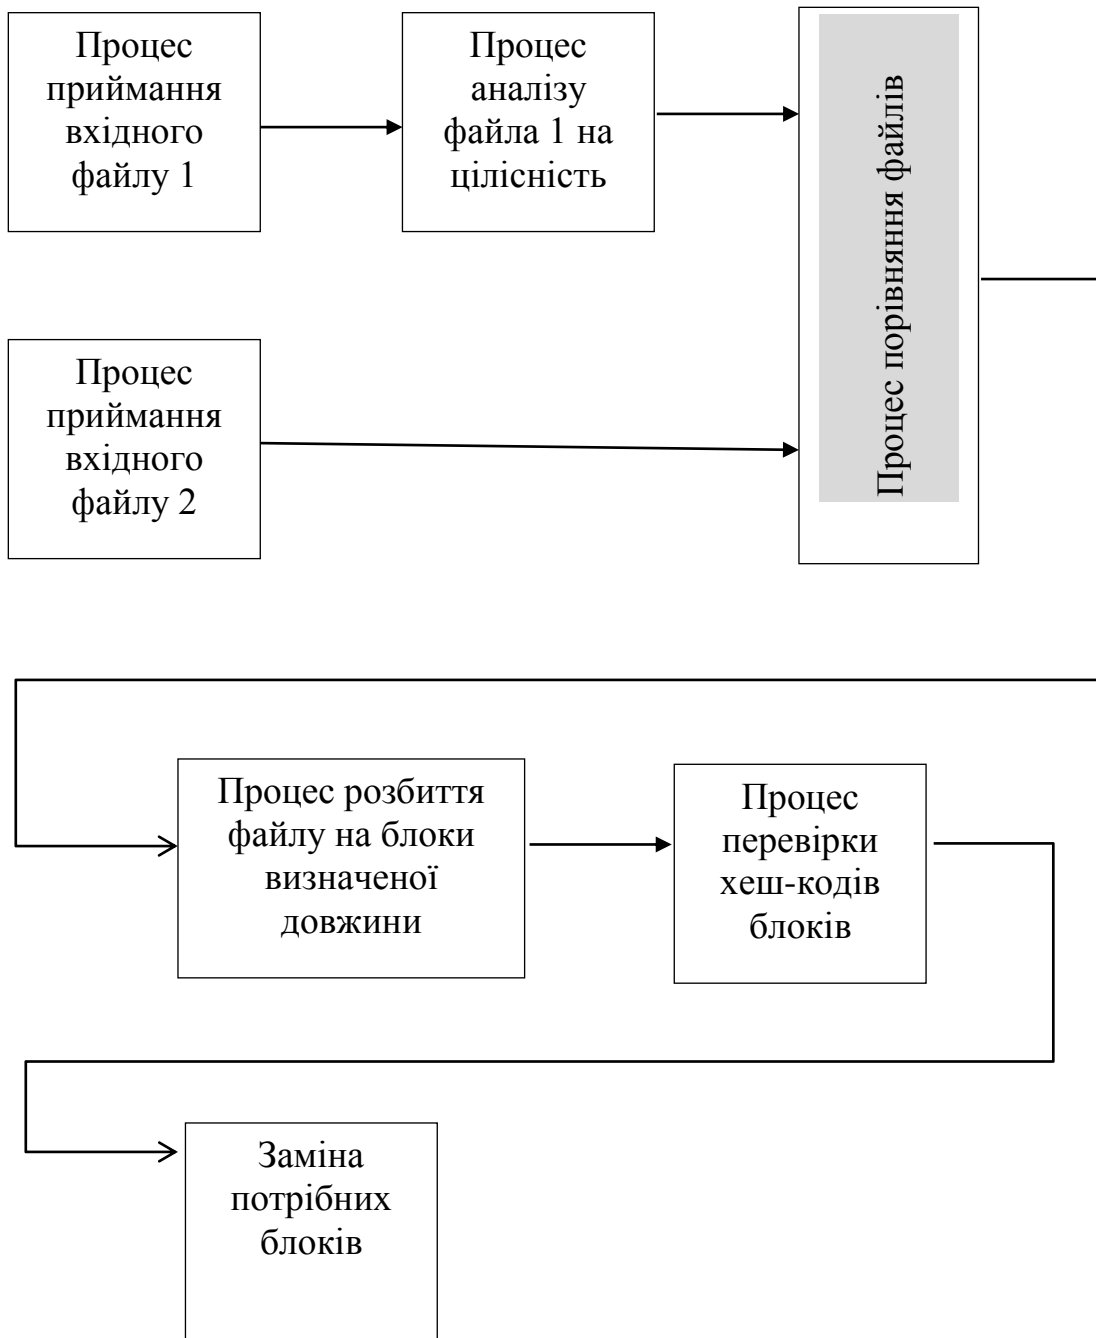 Процес
приймання
вхідного
файлу 1
Процес
аналізу
файла 1 на
цілісність
Процес порівняння файлів
Процес
приймання
вхідного
файлу 2
Процес розбиття
файлу на блоки
визначеної
довжини
Процес
перевірки
хеш-кодів
блоків
Заміна
потрібних
блоків